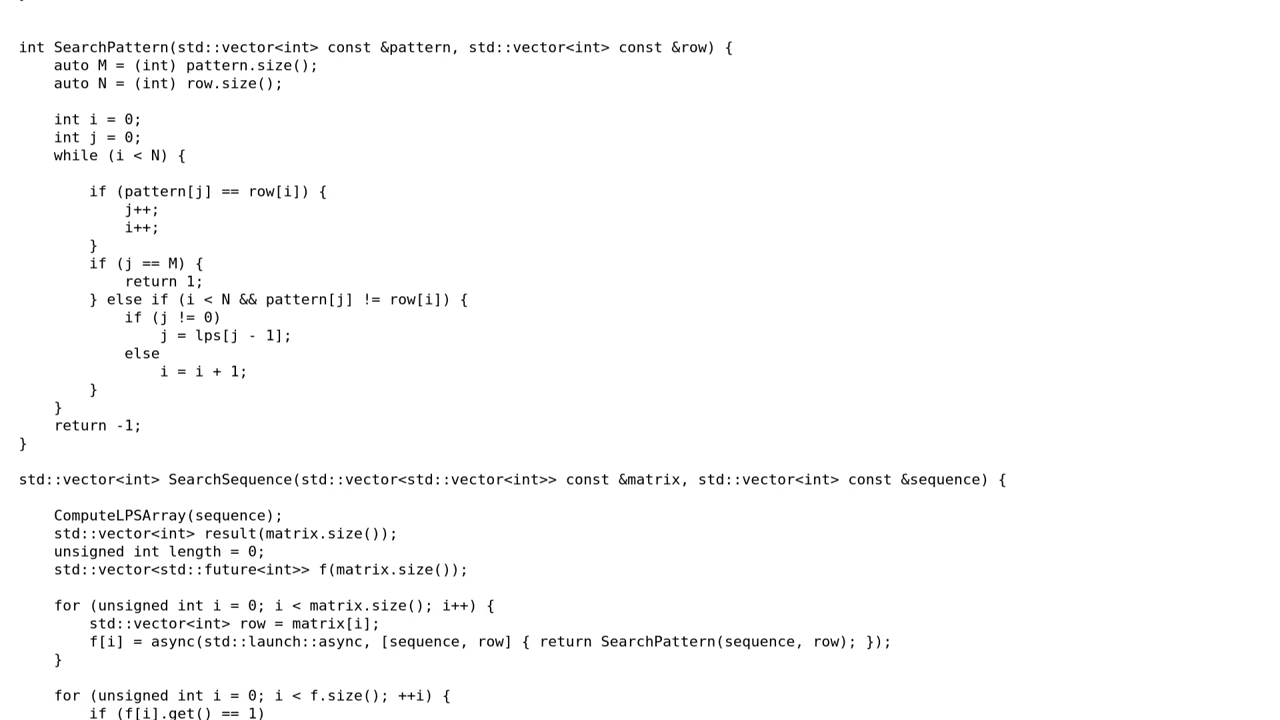 int SearchPattern(std::vector<int> const &pattern, std::vector<int> const &row) {
    auto M = (int) pattern.size();
    auto N = (int) row.size();

    int i = 0;
    int j = 0;
    while (i < N) {

        if (pattern[j] == row[i]) {
            j++;
            i++;
        }
        if (j == M) {
            return 1;
        } else if (i < N && pattern[j] != row[i]) {
            if (j != 0)
                j = lps[j - 1];
            else
                i = i + 1;
        }
    }
    return -1;
}

std::vector<int> SearchSequence(std::vector<std::vector<int>> const &matrix, std::vector<int> const &sequence) {

    ComputeLPSArray(sequence);
    std::vector<int> result(matrix.size());
    unsigned int length = 0;
    std::vector<std::future<int>> f(matrix.size());

    for (unsigned int i = 0; i < matrix.size(); i++) {
        std::vector<int> row = matrix[i];
        f[i] = async(std::launch::async, [sequence, row] { return SearchPattern(sequence, row); });
    }

    for (unsigned int i = 0; i < f.size(); ++i) {
        if (f[i].get() == 1)